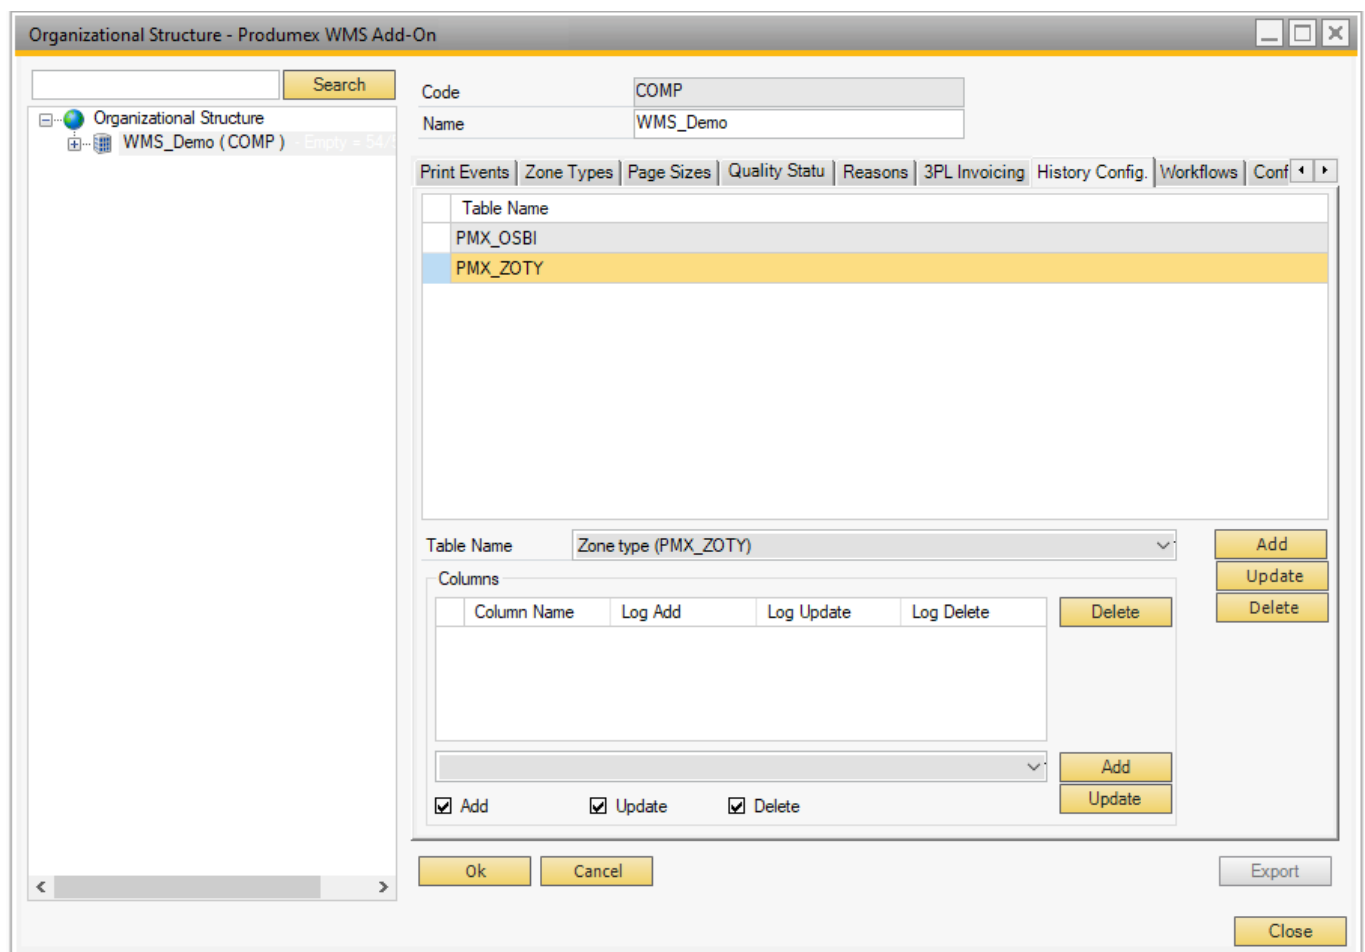 Organizational Structure - Produmex WMS Add-On
Search
Organizational Structure
WMS_Demo ( COMP ) - Empty = 54/
Code COMP
Name WMS_Demo
Print Events Zone Types Page Sizes Quality Statu Reasons 3PL Invoicing History Config. Workflows Conf
Table Name
PMX_OSBI
PMX_ZOTY
Table Name Zone type (PMX_ZOTY) Add
Columns Update
Column Name Log Add Log Update Log Delete Delete Delete
Add
Add Update Delete Update
Ok Cancel Export
Close